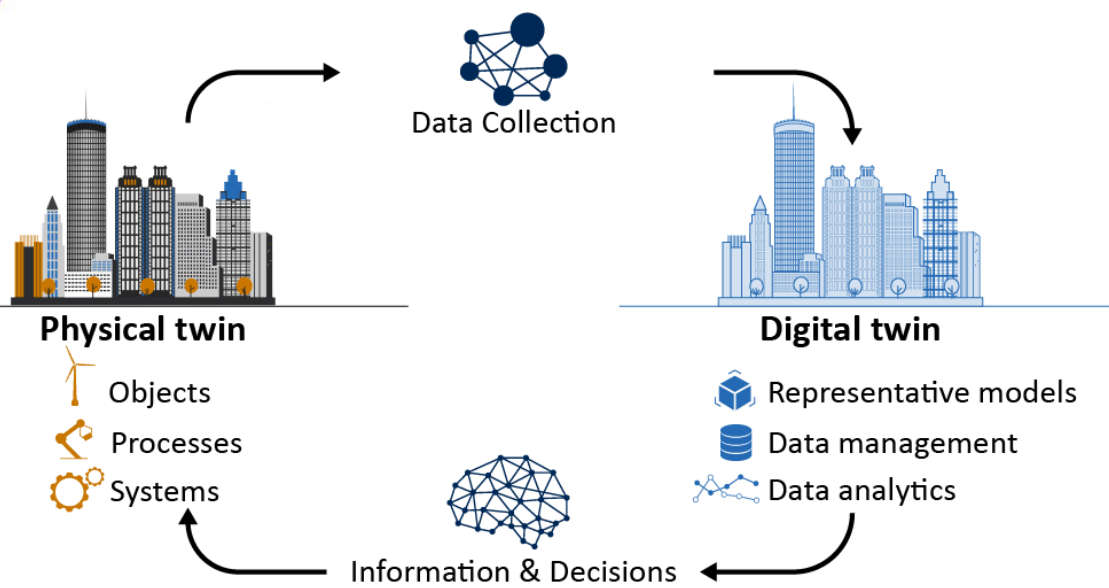 Data Collection
Physical twin
Objects
Processes
Systems
Digital twin
Representative models
Data management
Data analytics
Information & Decisions